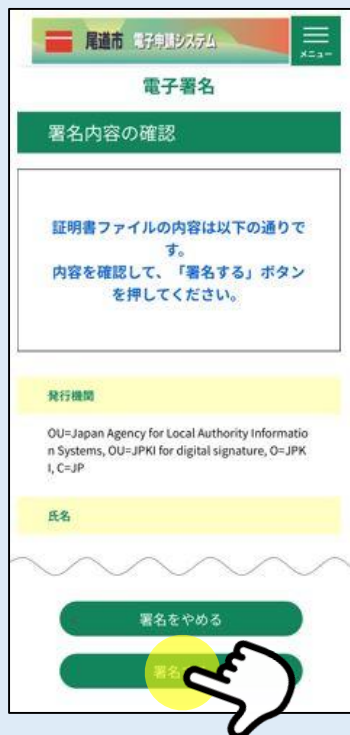 尾道市 電子申請システム
メニュー
電子署名
署名内容の確認
証明書ファイルの内容は以下の通りで
す。
内容を確認して、「署名する」ボタン
を押してください。
発行機関
OU=Japan Agency for Local Authority Informatio
n Systems, OU=JPKI for digital signature, O=JPK
I, C=JP
氏名
署名をやめる
署名